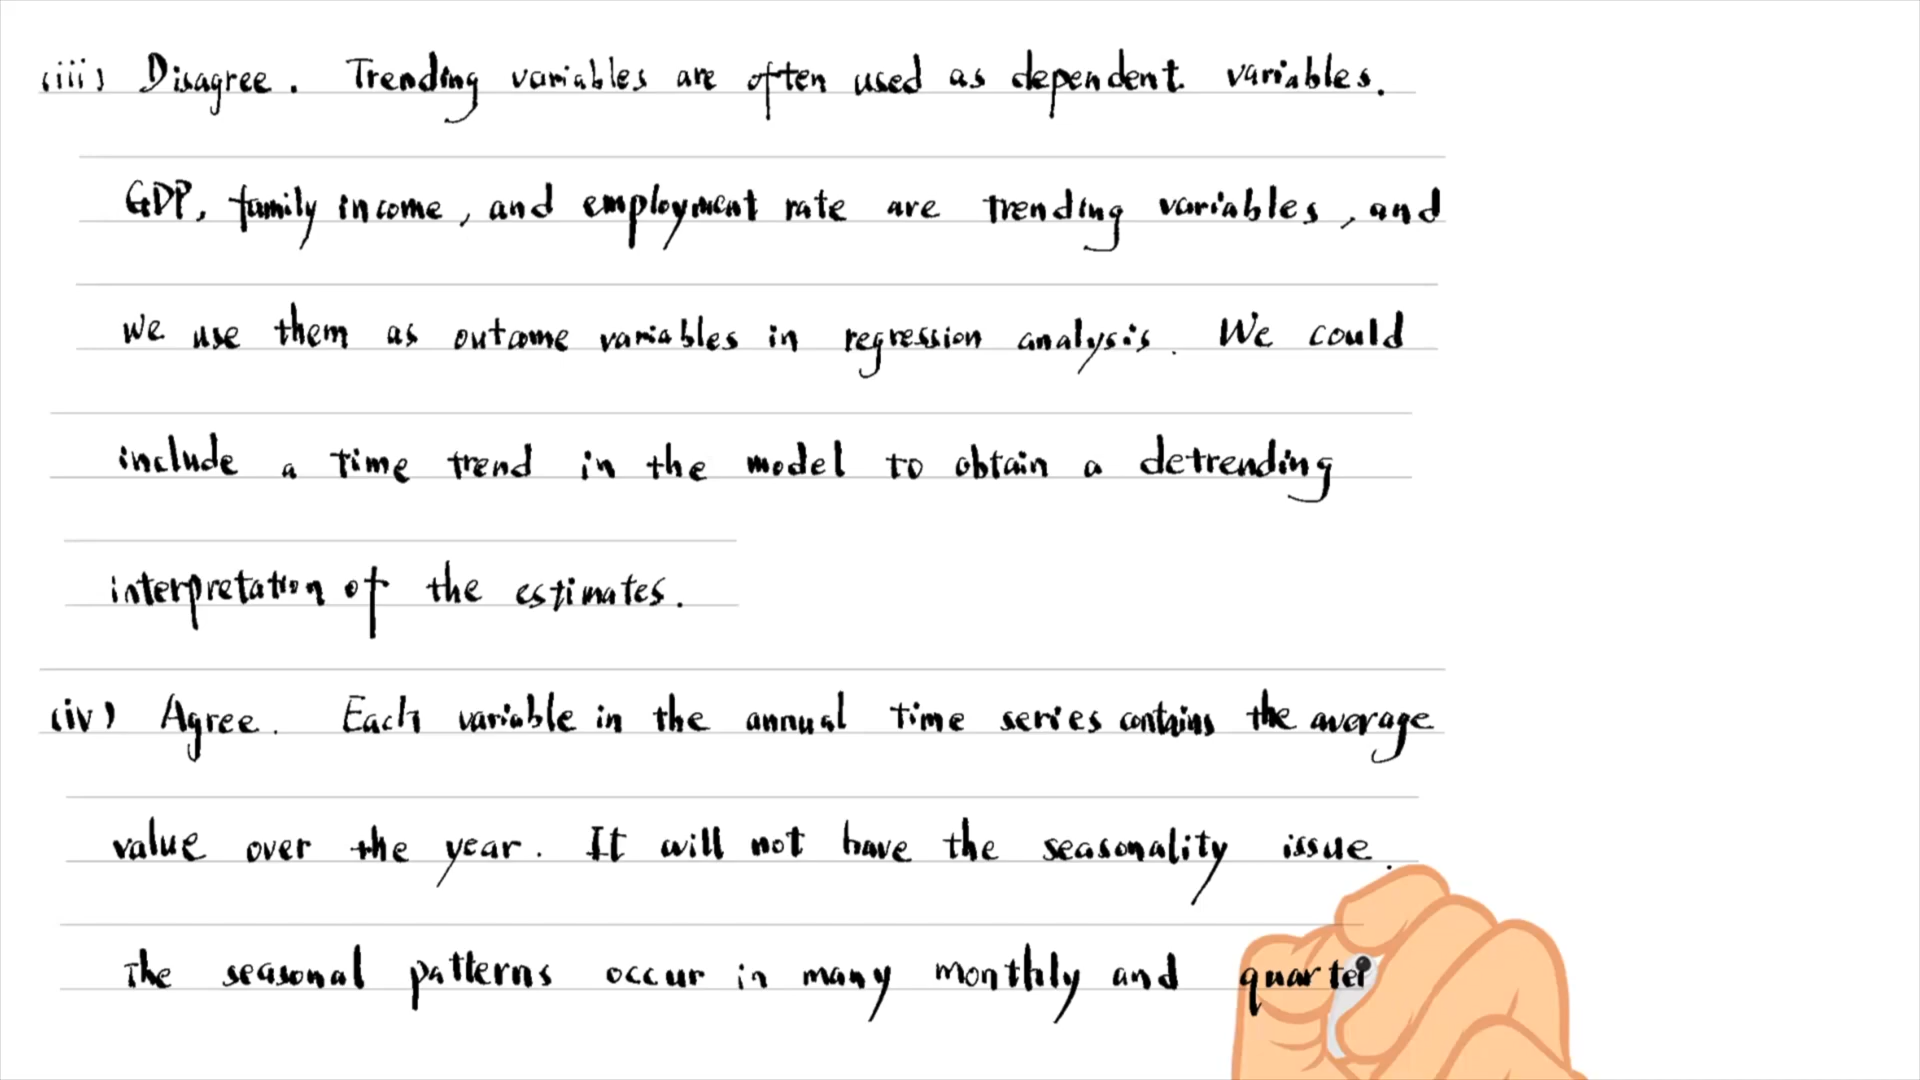 (iii) Disagree. Trending variables are often used as dependent variables.
GDP, family income, and employment rate are trending variables, and
we use them as outcome variables in regression analysis. We could
include a time trend in the model to obtain a detrending
interpretation of the estimates.
(iv) Agree. Each variable in the annual time series contains the average
value over the year. It will not have the seasonality issue.
The seasonal patterns occur in many monthly and quarter